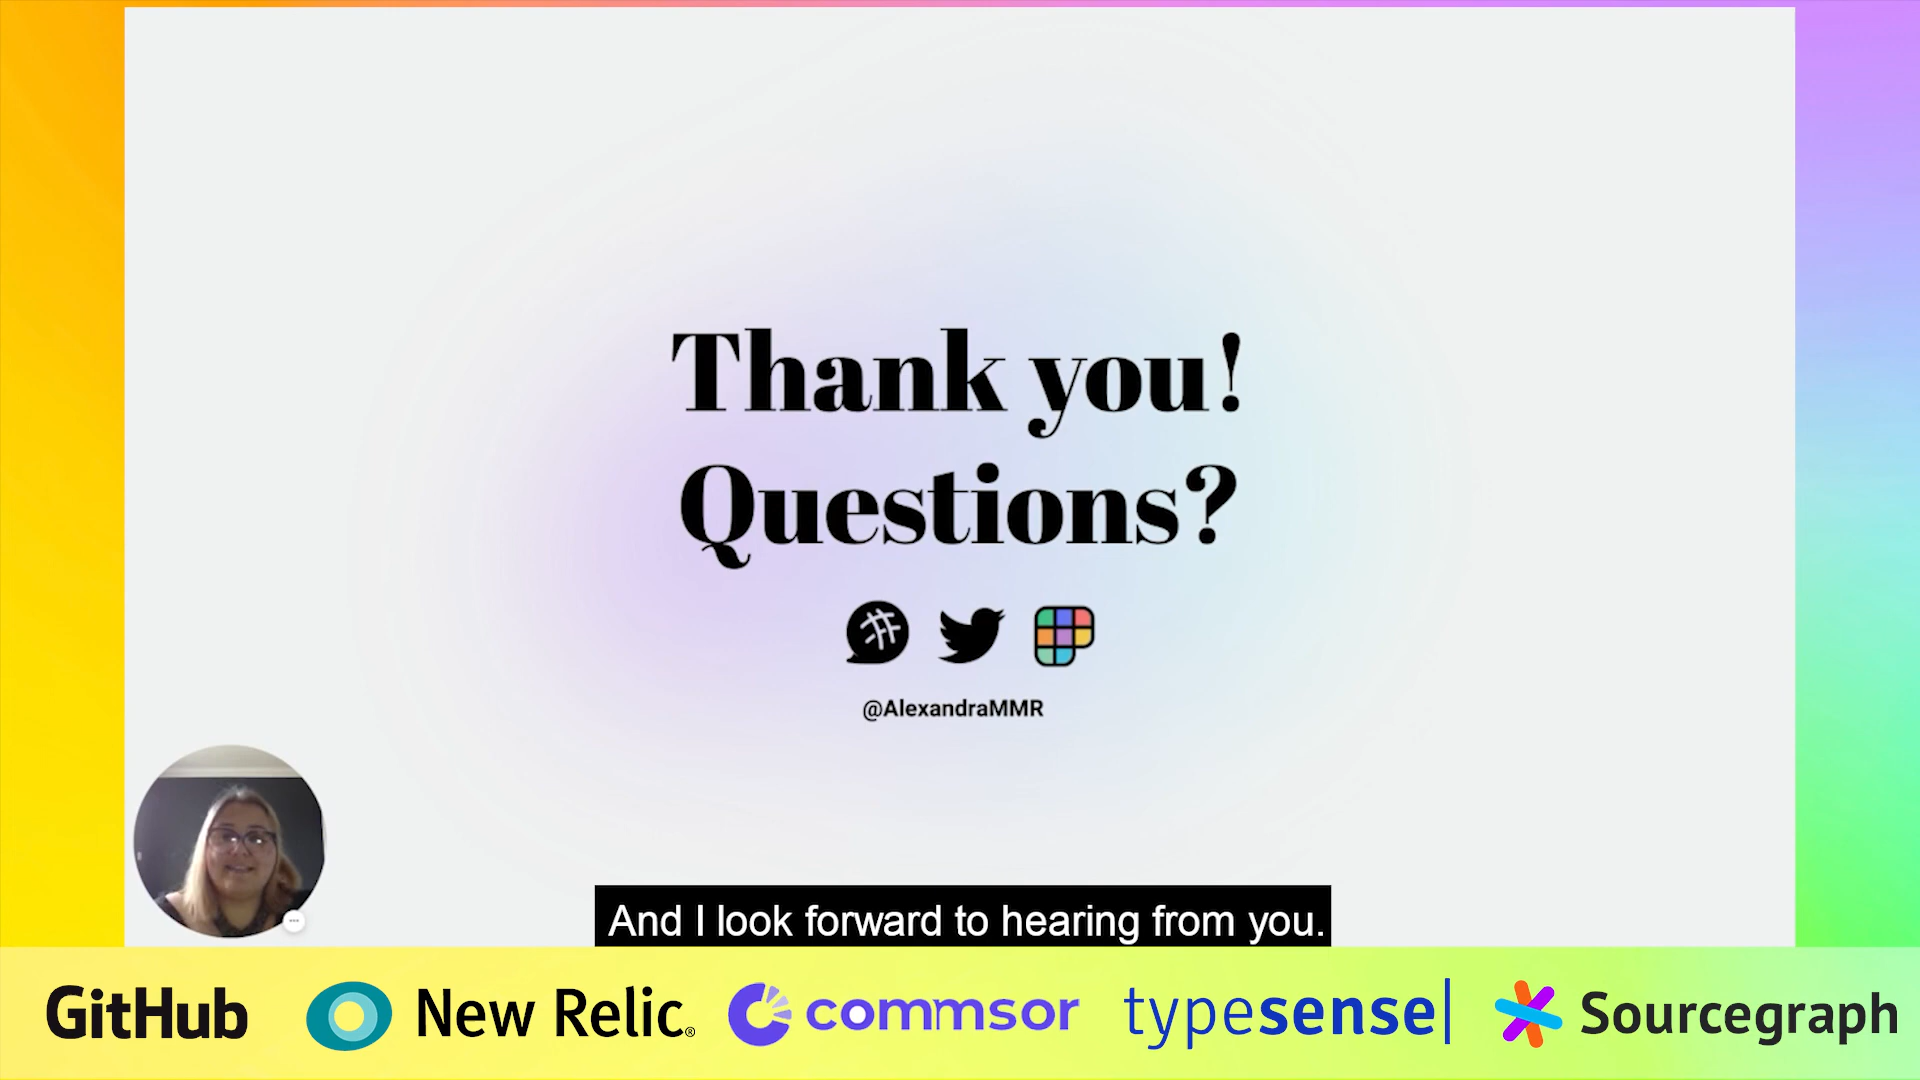 Thank you!
Questions?
@AlexandraMMR
And I look forward to hearing from you.
GitHub New Relic® commsor typesense Sourcegraph